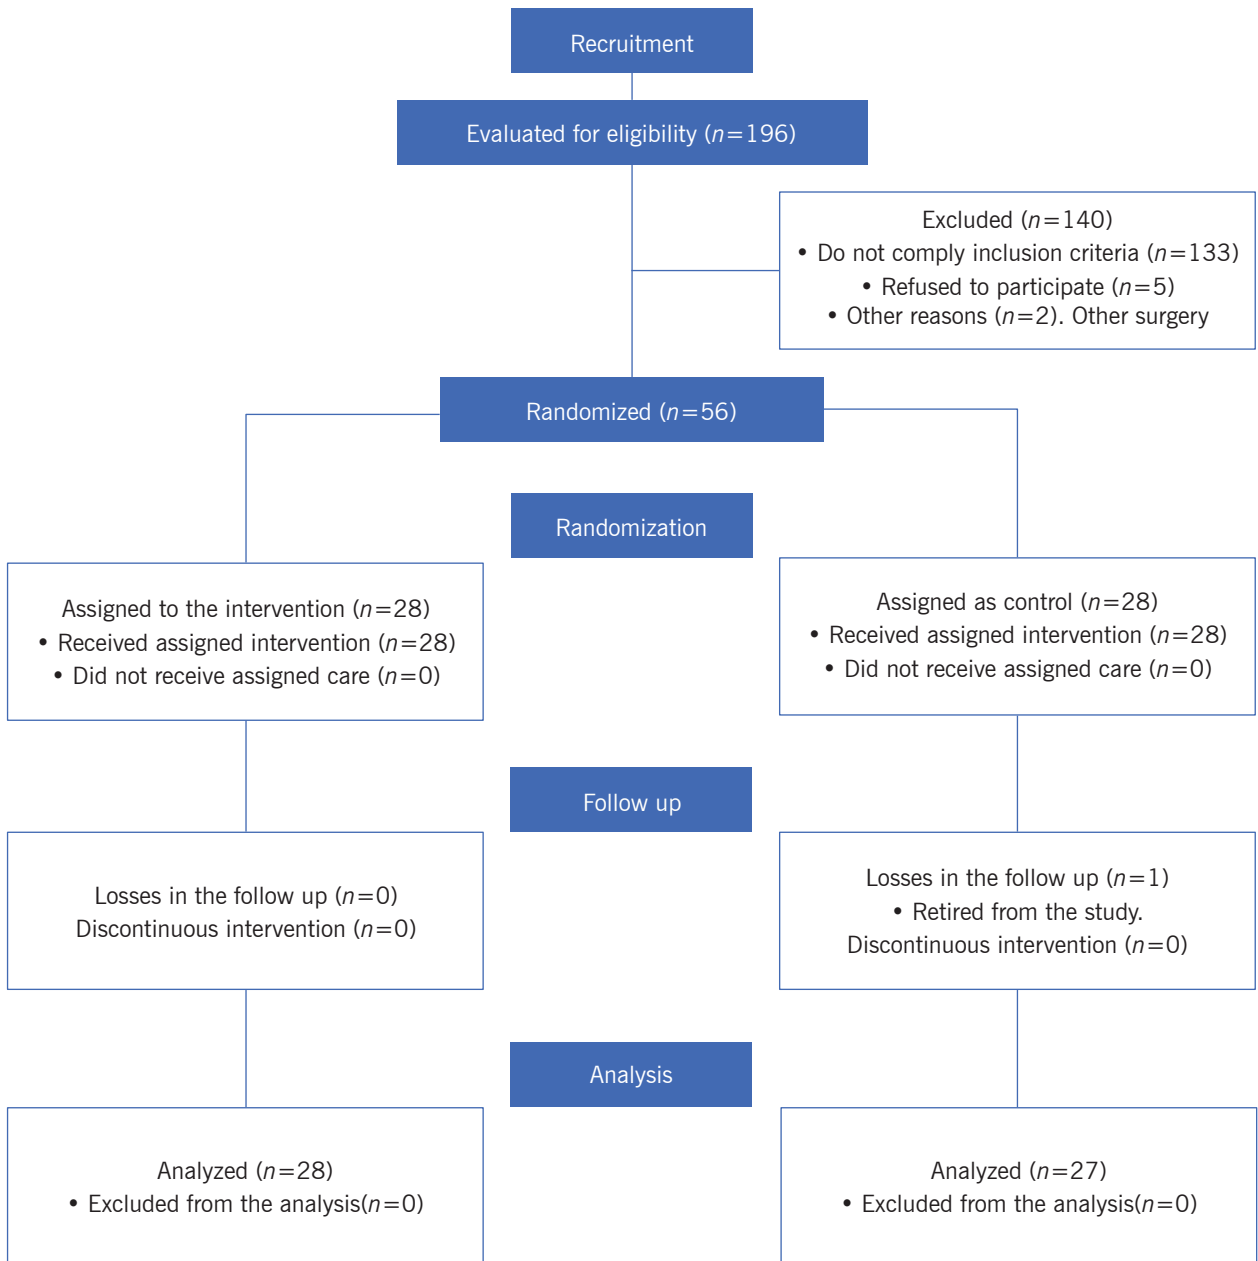 Recruitment
Evaluated for eligibility (n=196)
Excluded (n=140)
• Do not comply inclusion criteria (n=133)
• Refused to participate (n=5)
• Other reasons (n=2). Other surgery
Randomized (n=56)
Randomization
Assigned to the intervention (n=28)
• Received assigned intervention (n=28)
• Did not receive assigned care (n=0)
Assigned as control (n=28)
• Received assigned intervention (n=28)
• Did not receive assigned care (n=0)
Follow up
Losses in the follow up (n=0)
Discontinuous intervention (n=0)
Losses in the follow up (n=1)
• Retired from the study.
Discontinuous intervention (n=0)
Analysis
Analyzed (n=28)
• Excluded from the analysis(n=0)
Analyzed (n=27)
• Excluded from the analysis(n=0)